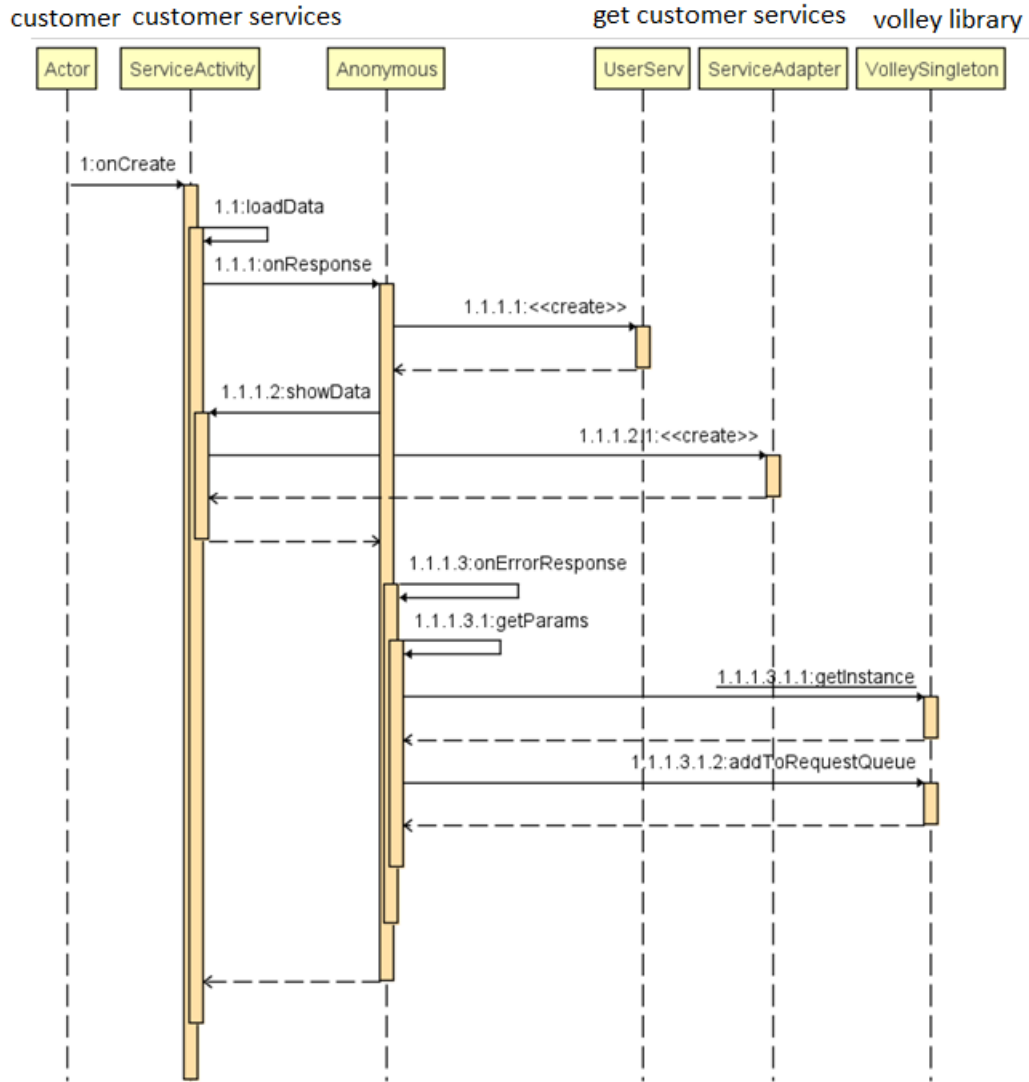 customer customer services get customer services volley library
Actor ServiceActivity Anonymous UserServ ServiceAdapter VolleySingleton
1:onCreate
1.1:loadData
1.1.1:onResponse
1.1.1.1:<<create>>
1.1.1.2:showData
1.1.1.2.1:<<create>>
1.1.1.3:onErrorResponse
1.1.1.3.1:getParams
1.1.1.3.1.1:getInstance
1.1.1.3.1.2:addToRequestQueue